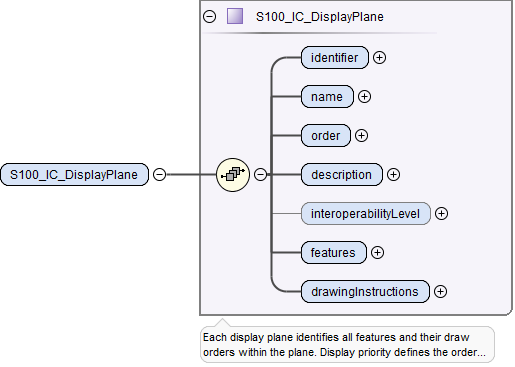 S100_IC_DisplayPlane
identifier
name
order
S100_IC_DisplayPlane
description
interoperabilityLevel
features
drawingInstructions
Each display plane identifies all features and their draw
orders within the plane. Display priority defines the order...